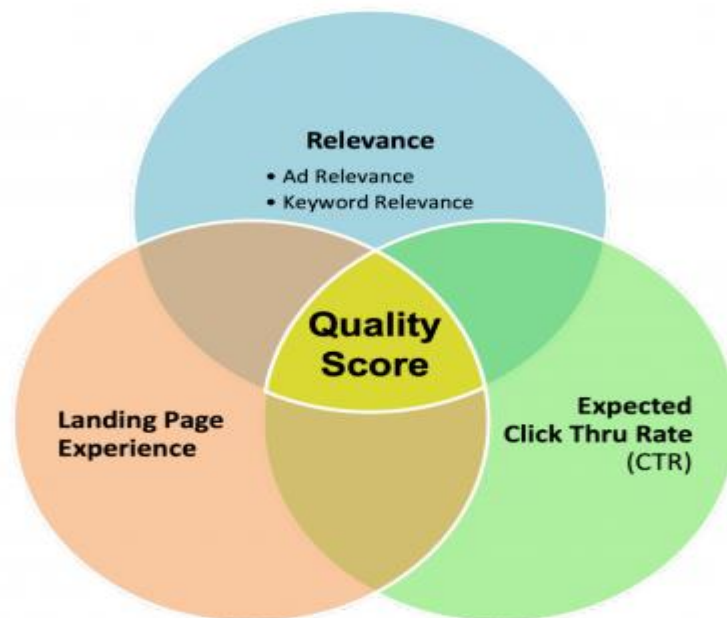 Relevance
• Ad Relevance
• Keyword Relevance
Quality
Score
Landing Page
Experience
Expected
Click Thru Rate
(CTR)